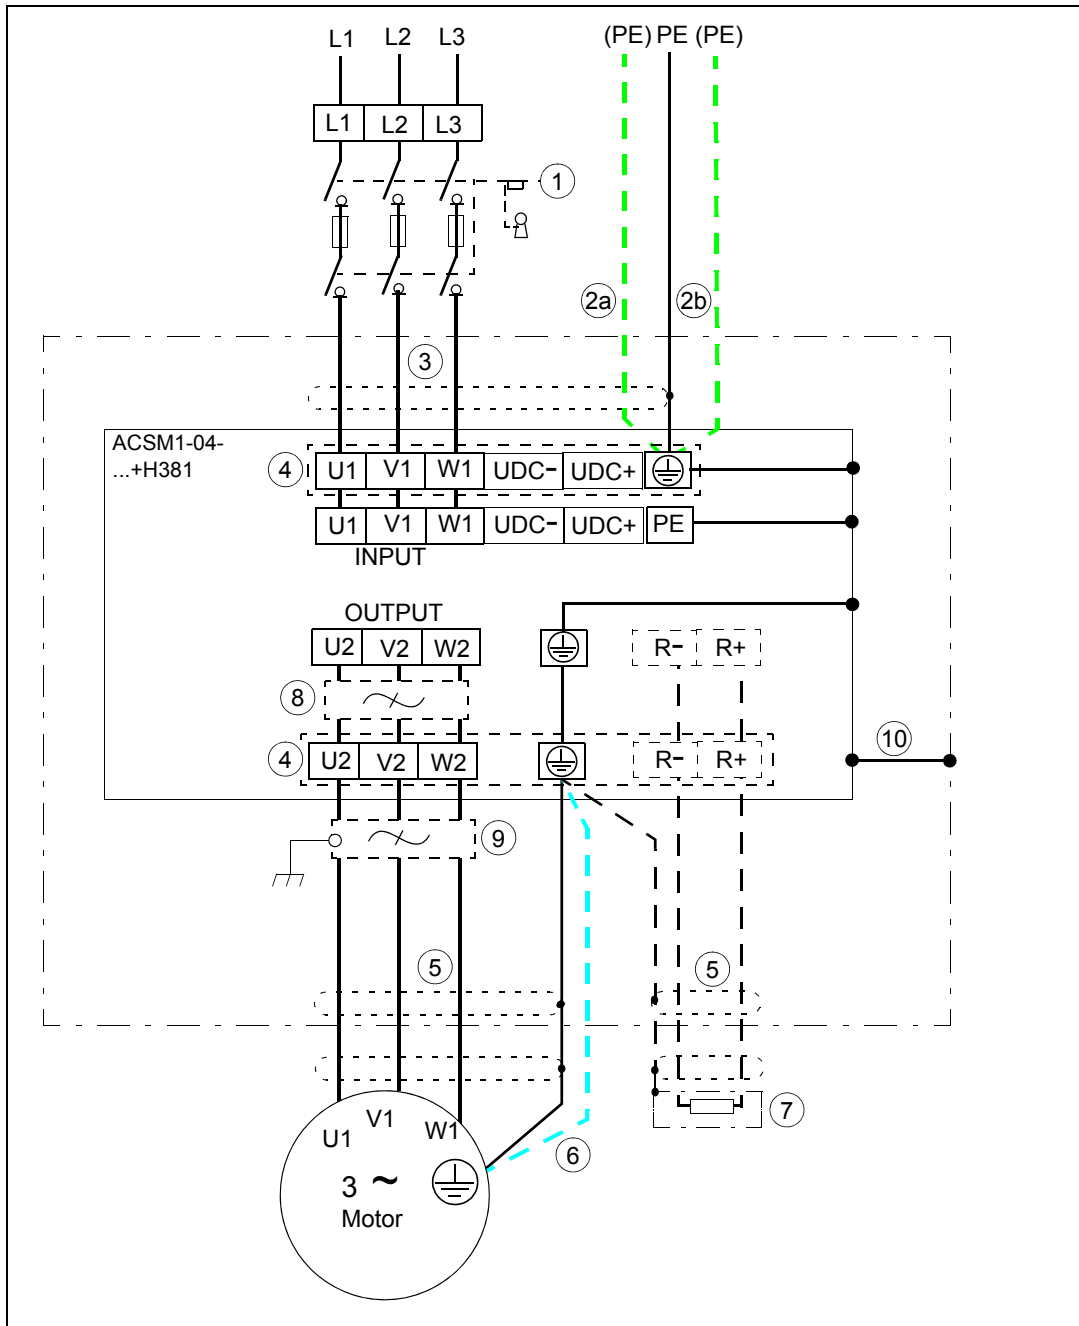 L1 L2 L3 (PE) PE (PE)
L1 L2 L3
1
2a 2b
3
ACSM1-04-
...+H381
4 U1 V1 W1 UDC- UDC+
U1 V1 W1 UDC- UDC+ PE
INPUT
OUTPUT
U2 V2 W2 R- R+
8
4 U2 V2 W2 R- R+
10
9
5 5
7
U1 V1 W1
6
3 ~
Motor